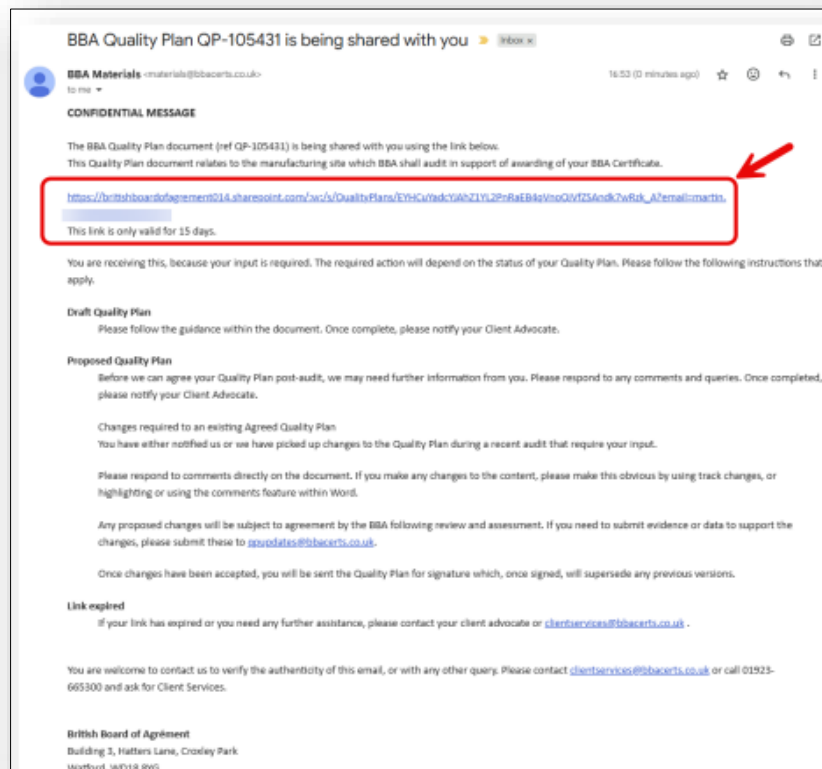 BBA Quality Plan QP-105431 is being shared with you Inbox x
BBA Materials <materials@bbacerts.co.uk> 16:53 (0 minutes ago)
to me
CONFIDENTIAL MESSAGE
The BBA Quality Plan document (ref QP-105431) is being shared with you using the link below.
This Quality Plan document relates to the manufacturing site which BBA shall audit in support of awarding of your BBA Certificate.
This link is only valid for 15 days.
You are receiving this, because your input is required. The required action will depend on the status of your Quality Plan. Please follow the following instructions that
apply.
Draft Quality Plan
Please follow the guidance within the document. Once complete, please notify your Client Advocate.
Proposed Quality Plan
Before we can agree your Quality Plan post-audit, we may need further information from you. Please respond to any comments and queries. Once completed,
please notify your Client Advocate.
Changes required to an existing Agreed Quality Plan
You have either notified us or we have picked up changes to the Quality Plan during a recent audit that require your input.
Please respond to comments directly on the document. If you make any changes to the content, please make this obvious by using track changes, or
highlighting or using the comments feature within Word.
Any proposed changes will be subject to agreement by the BBA following review and assessment. If you need to submit evidence or data to support the
changes, please submit these to qpupdates@bbacerts.co.uk.
Once changes have been accepted, you will be sent the Quality Plan for signature which, once signed, will supersede any previous versions.
Link expired
If your link has expired or you need any further assistance, please contact your client advocate or clientservices@bbacerts.co.uk .
You are welcome to contact us to verify the authenticity of this email, or with any other query. Please contact clientservices@bbacerts.co.uk or call 01923-
665300 and ask for Client Services.
British Board of Agrément
Building 3, Hatters Lane, Croxley Park
Watford, WD18 8YG